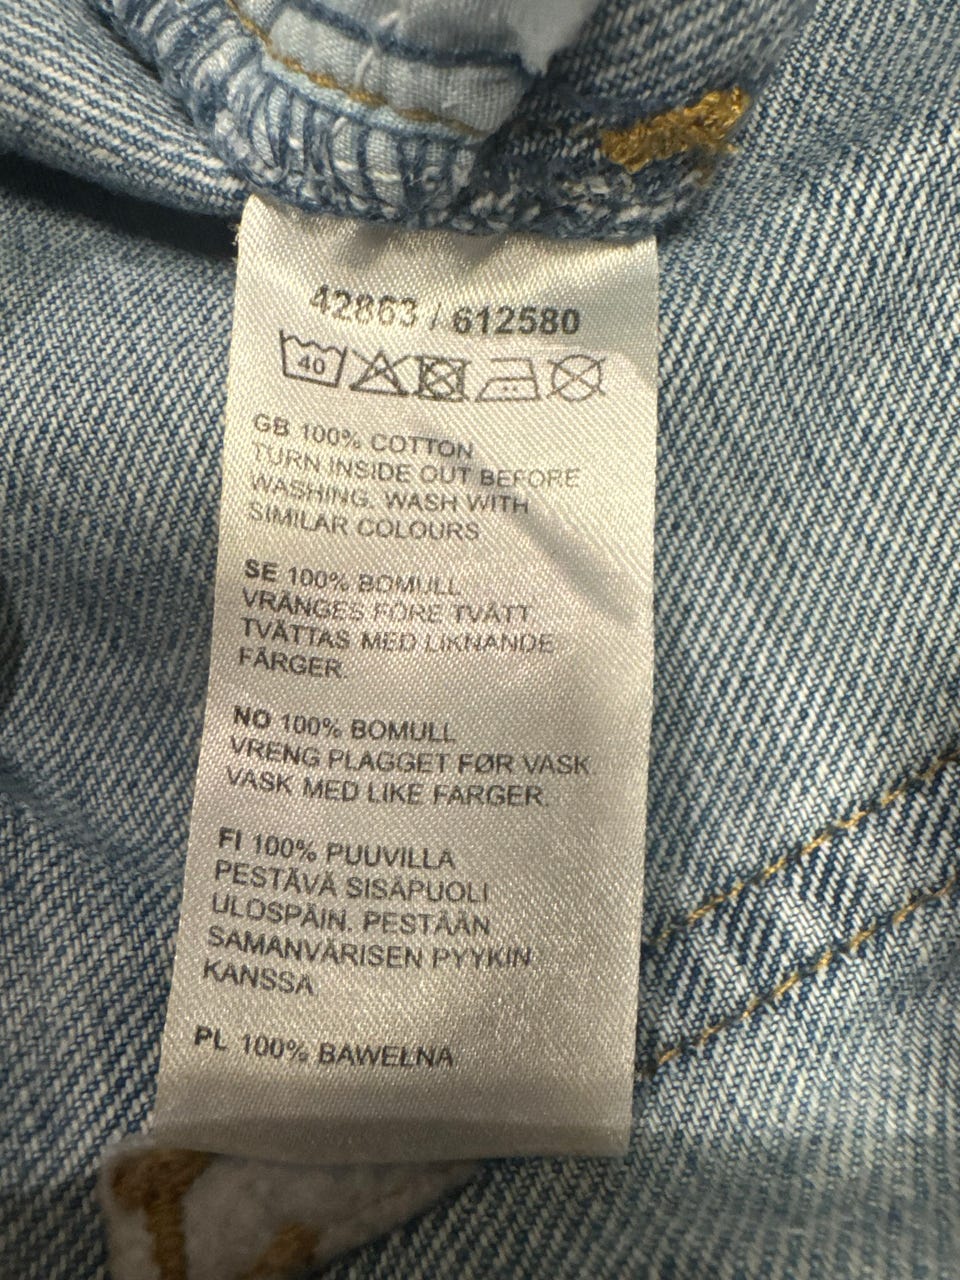 42863 / 612580
40
GB 100% COTTON
TURN INSIDE OUT BEFORE
WASHING. WASH WITH
SIMILAR COLOURS
SE 100% BOMULL
VRÄNGES FÖRE TVÄTT.
TVÄTTAS MED LIKNANDE
FÄRGER.
NO 100% BOMULL
VRENG PLAGGET FØR VASK.
VASK MED LIKE FARGER.
FI 100% PUUVILLA
PESTÄVÄ SISÄPUOLI
ULOSPÄIN. PESTÄÄN
SAMANVÄRISEN PYYKIN
KANSSA
PL 100% BAWEŁNA